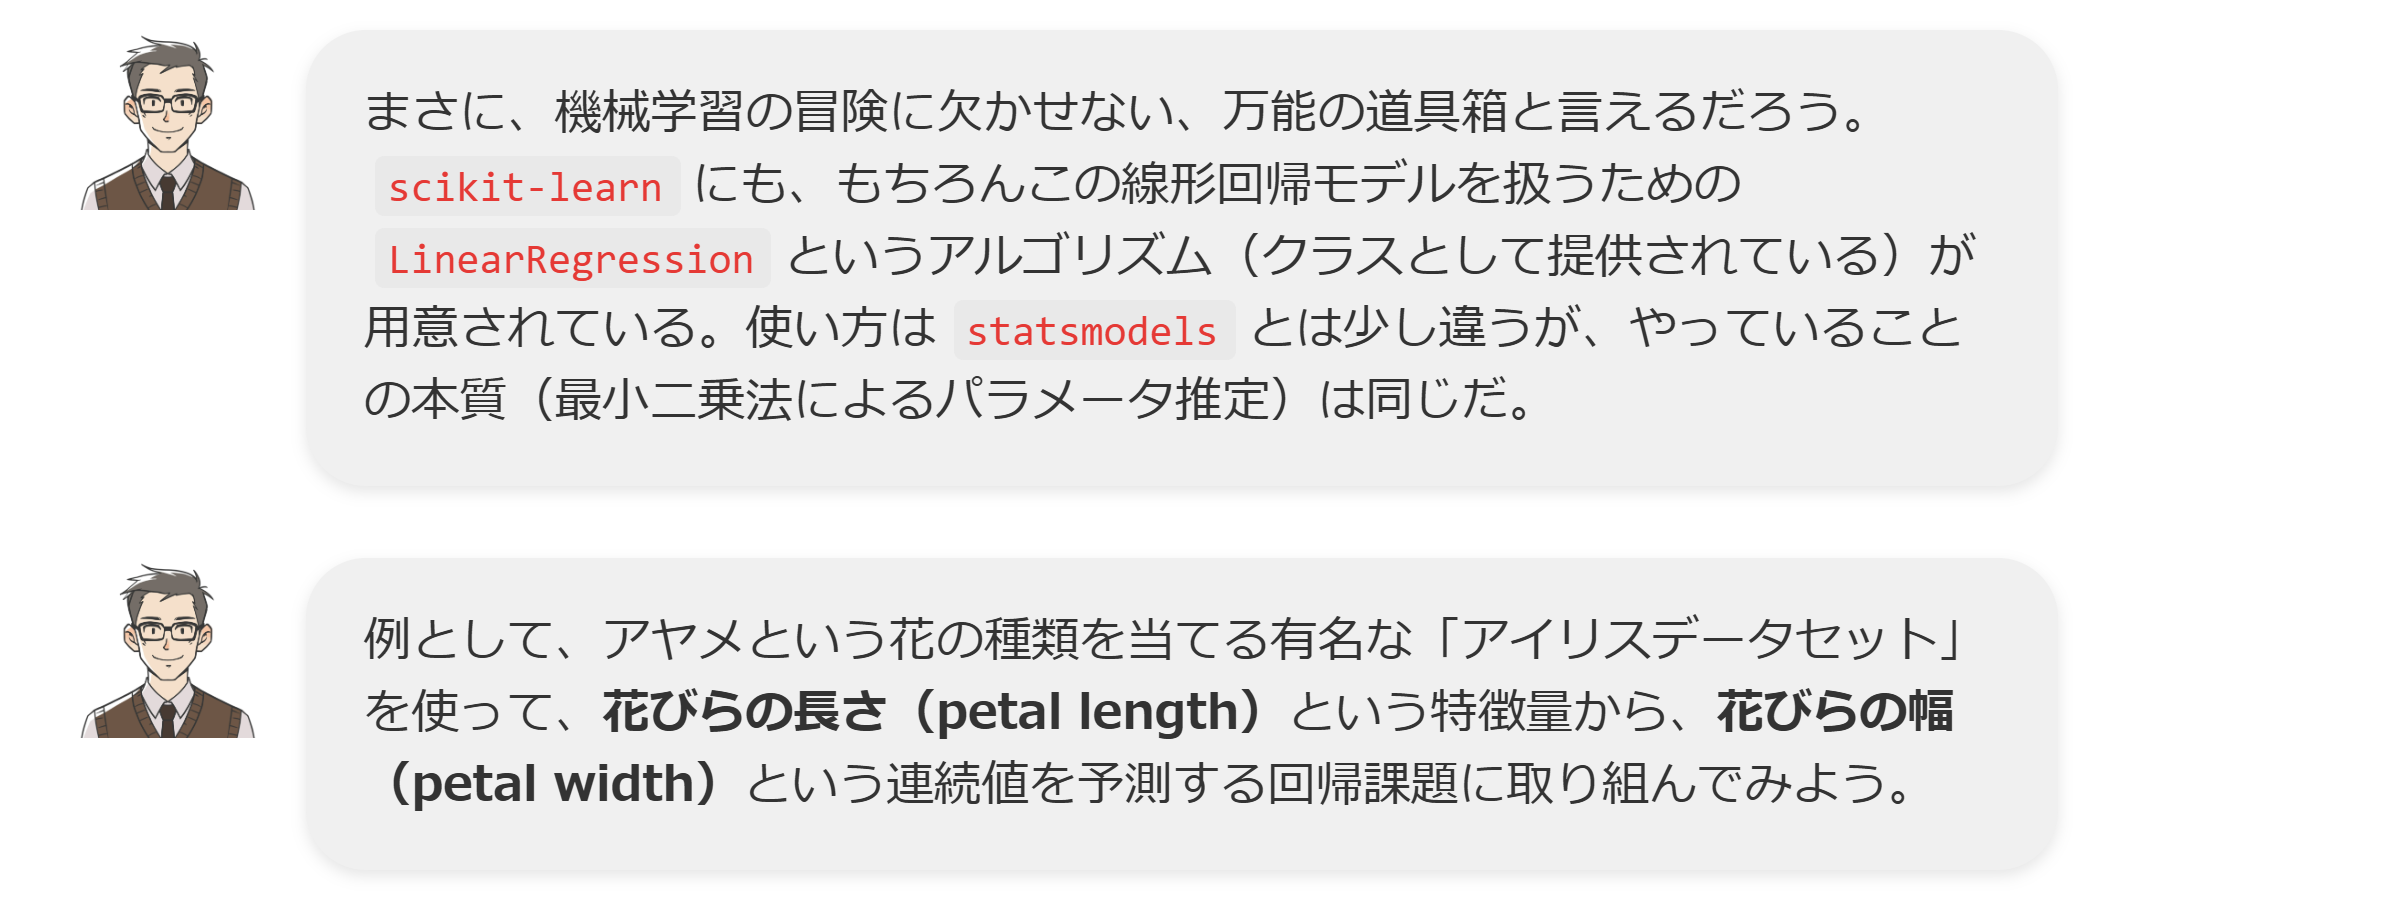 まさに、機械学習の冒険に欠かせない、万能の道具箱と言えるだろう。
scikit-learn にも、もちろんこの線形回帰モデルを扱うための
LinearRegression というアルゴリズム（クラスとして提供されている）が
用意されている。使い方は statsmodels とは少し違うが、やっていること
の本質（最小二乗法によるパラメータ推定）は同じだ。
例として、アヤメという花の種類を当てる有名な「アイリスデータセット」
を使って、花びらの長さ（petal length）という特徴量から、花びらの幅
（petal width）という連続値を予測する回帰課題に取り組んでみよう。